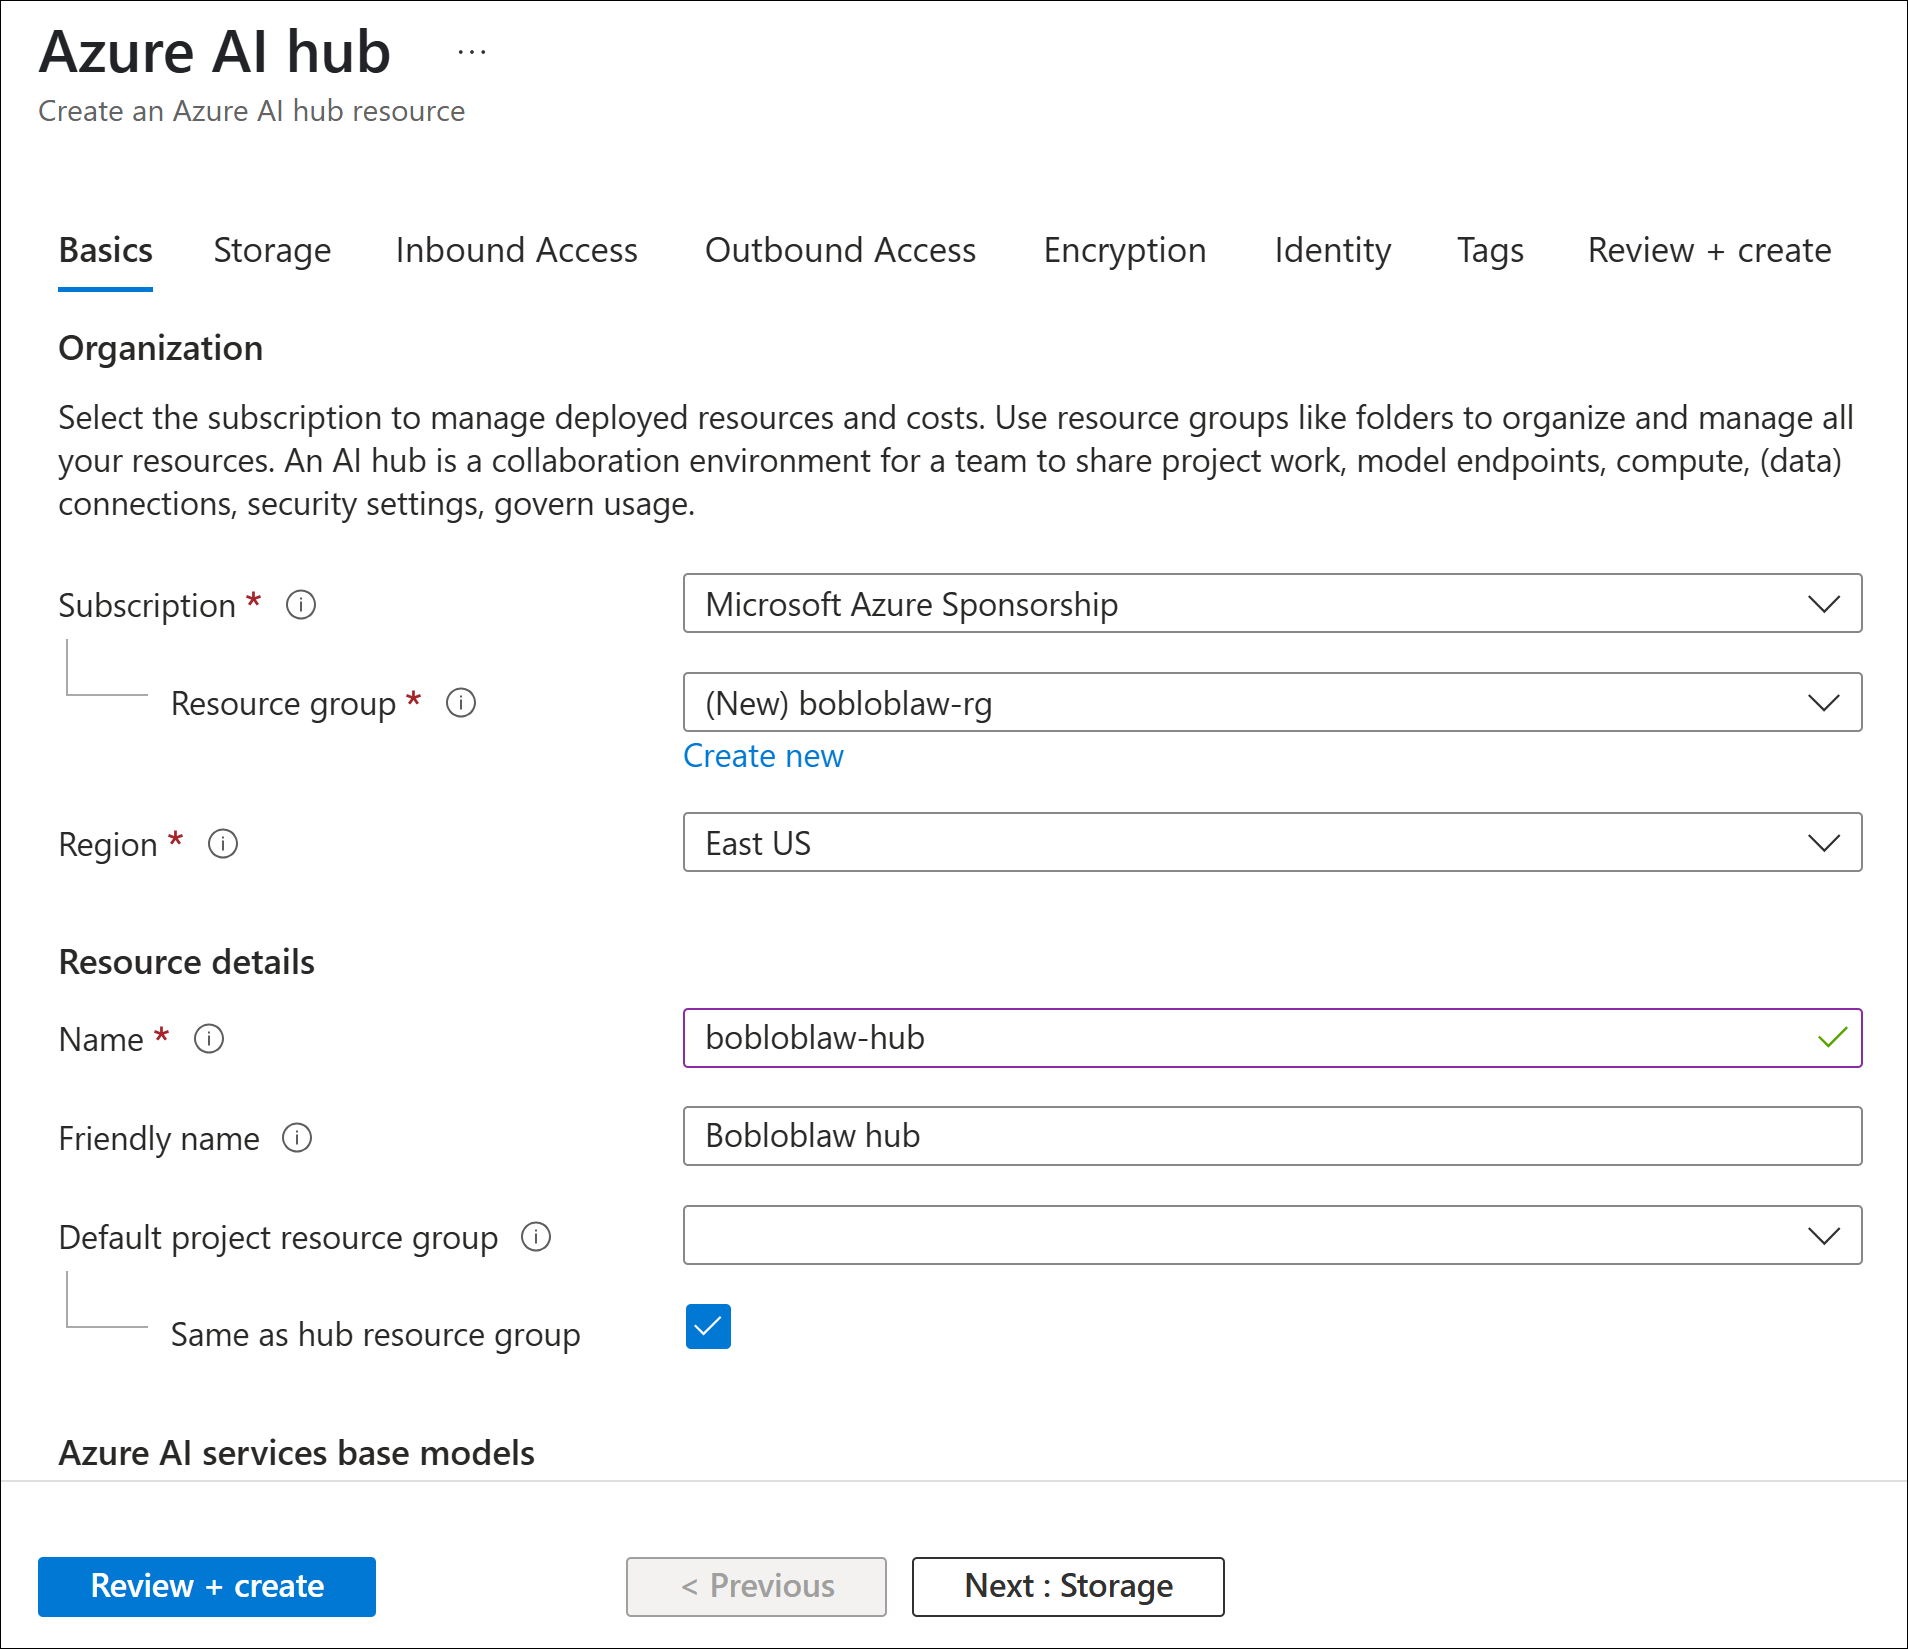 Azure AI hub ...
Create an Azure AI hub resource
Basics Storage Inbound Access Outbound Access Encryption Identity Tags Review + create
Organization
Select the subscription to manage deployed resources and costs. Use resource groups like folders to organize and manage all
your resources. An AI hub is a collaboration environment for a team to share project work, model endpoints, compute, (data)
connections, security settings, govern usage.
Subscription * Microsoft Azure Sponsorship
Resource group * (New) bobloblaw-rg
Create new
Region * East US
Resource details
Name * bobloblaw-hub
Friendly name Bobloblaw hub
Default project resource group
Same as hub resource group
Azure AI services base models
Review + create < Previous Next : Storage